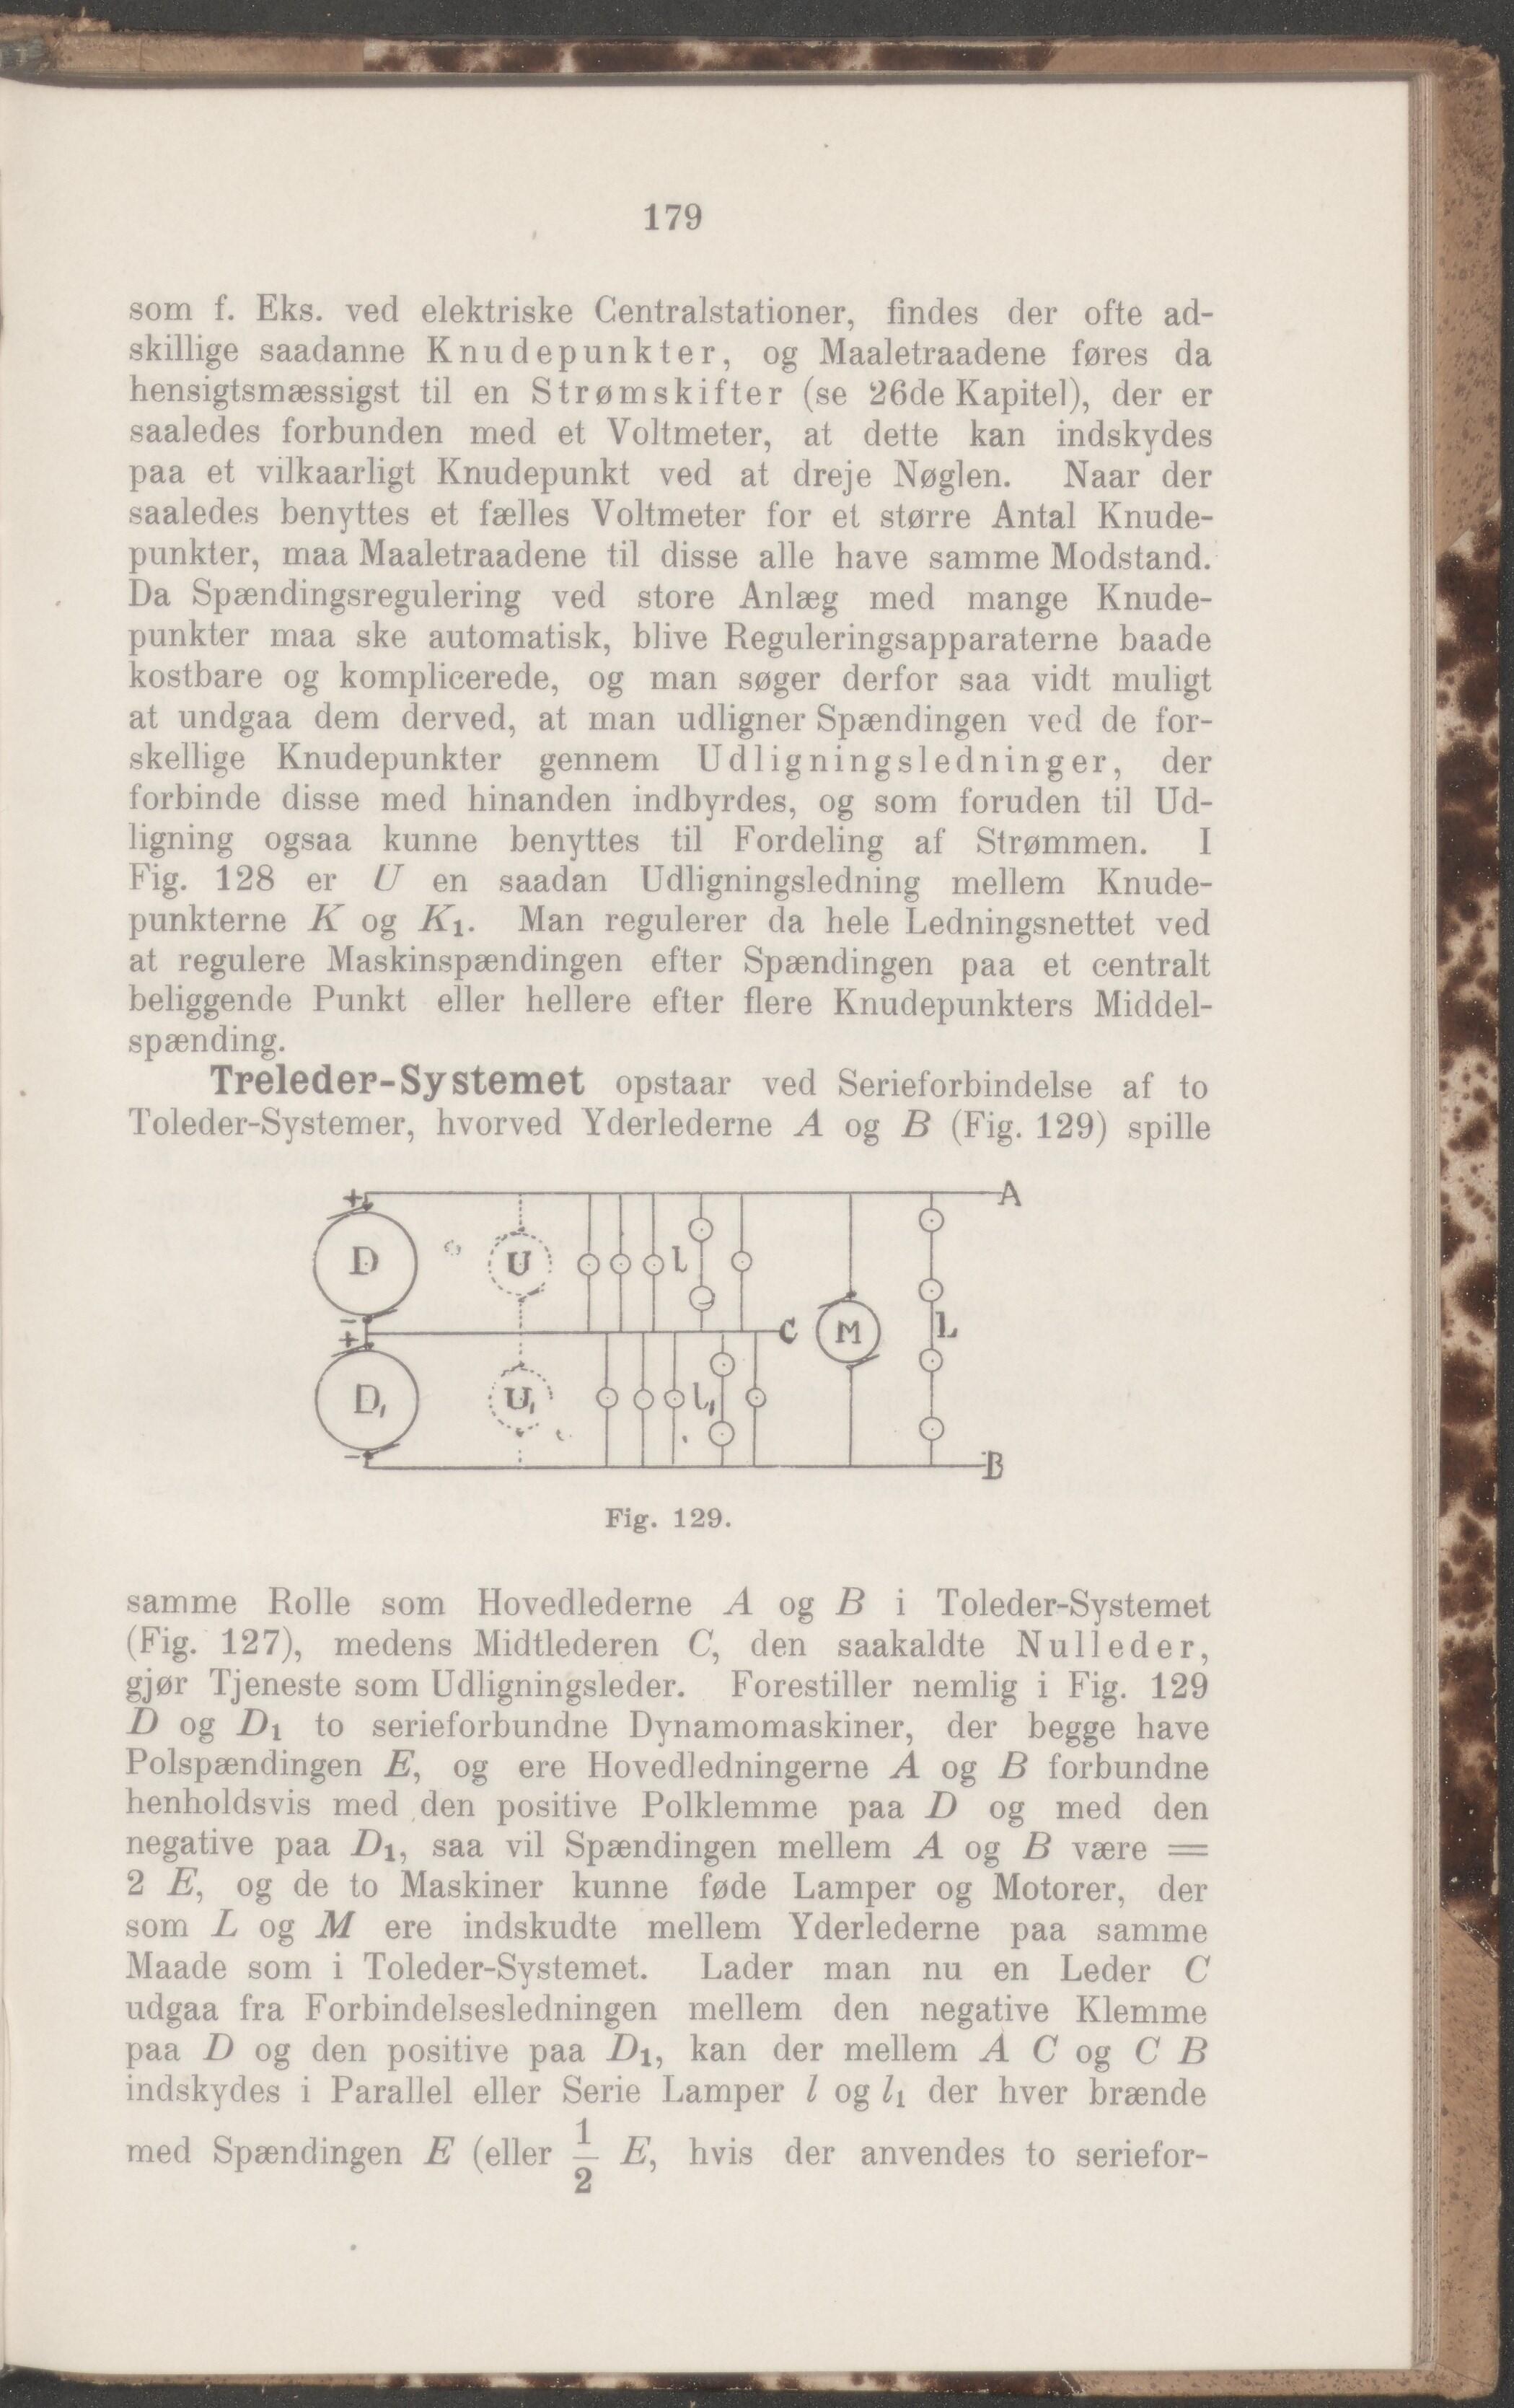 179
som f. Eks. ved elektriske Centralstationer, findes der ofte ad-
skillige saadanne Knudepunkter, og Maaletraadene føres da
hensigtsmæssigst til en Strømskifter (se 26de Kapitel), der er
saaledes forbunden med et Voltmeter, at dette kan indskydes
paa et vilkaarligt Knudepunkt ved at dreje Nøglen. Naar der
saaledes benyttes et fælles Voltmeter for et større Antal Knude-
punkter, maa Maaletraadene til disse alle have samme Modstand.
Da Spændingsregulering ved store Anlæg med mange Knude-
punkter maa ske automatisk, blive Reguleringsapparaterne baade
kostbare og komplicerede, og man søger derfor saa vidt muligt
at undgaa dem derved, at man udligner Spændingen ved de for-
skellige Knudepunkter gennem Udligningsledninger, der
forbinde disse med hinanden indbyrdes, og som foruden til Ud-
ligning ogsaa kunne benyttes til Fordeling af Strømmen. I
Fig. 128 er U en saadan Udligningsledning mellem Knude-
punkterne K og K₁. Man regulerer da hele Ledningsnettet ved
at regulere Maskinspændingen efter Spændingen paa et centralt
beliggende Punkt eller hellere efter flere Knudepunkters Middel-
spænding.
Treleder-Systemet opstaar ved Serieforbindelse af to
Toleder-Systemer, hvorved Yderlederne A og B (Fig. 129) spille
+ A
D U l
− C M L
+
D₁ U₁ l₁
− B
Fig. 129.
samme Rolle som Hovedlederne A og B i Toleder-Systemet
(Fig. 127), medens Midtlederen C, den saakaldte Nulleder,
gjør Tjeneste som Udligningsleder. Forestiller nemlig i Fig. 129
D og D₁ to serieforbundne Dynamomaskiner, der begge have
Polspændingen E, og ere Hovedledningerne A og B forbundne
henholdsvis med den positive Polklemme paa D og med den
negative paa D₁, saa vil Spændingen mellem A og B være =
2 E, og de to Maskiner kunne føde Lamper og Motorer, der
som L og M ere indskudte mellem Yderlederne paa samme
Maade som i Toleder-Systemet. Lader man nu en Leder C
udgaa fra Forbindelsesledningen mellem den negative Klemme
paa D og den positive paa D₁, kan der mellem A C og C B
indskydes i Parallel eller Serie Lamper l og l₁ der hver brænde
med Spændingen E (eller 1/2 E, hvis der anvendes to seriefor-